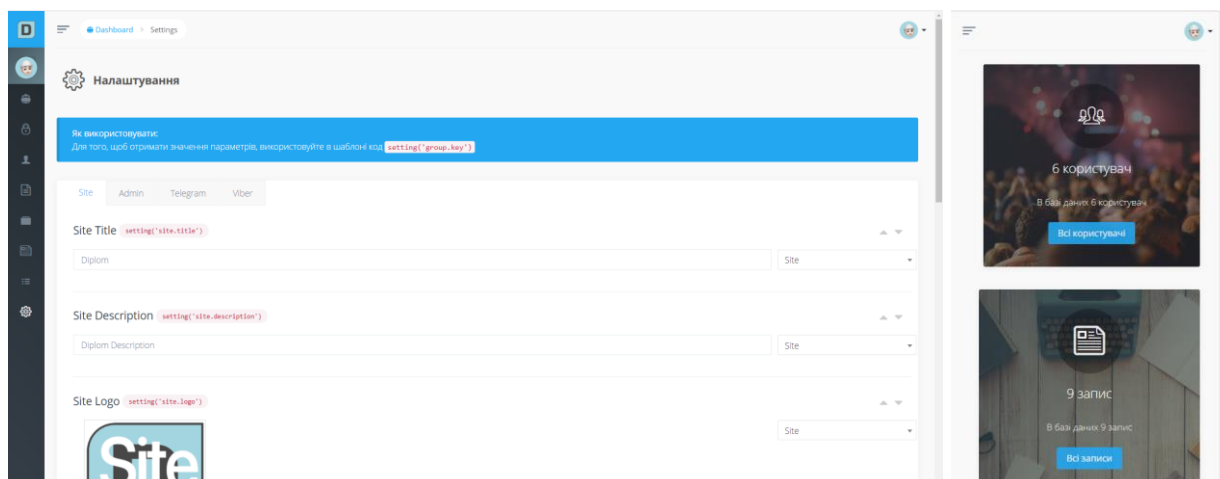 D
Dashboard > Settings
Налаштування
Як використовувати:
Для того, щоб отримати значення параметрів, використовуйте в шаблоні код setting('group.key')
Site Admin Telegram Viber
Site Title setting('site.title')
Diplom Site
Site Description setting('site.description')
Diplom Description Site
Site Logo setting('site.logo')
Site
Site
6 користувач
В базі даних 6 користувач
Всі користувачі
9 запис
В базі даних 9 запис
Всі записи